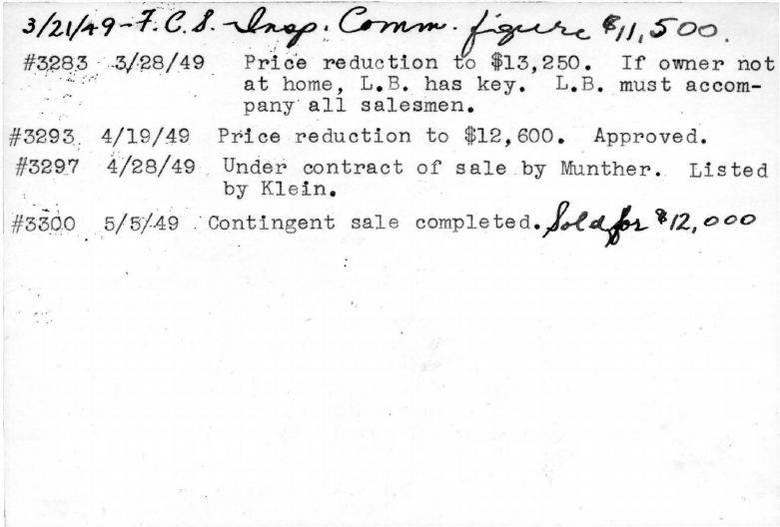 3/21/49-F.C.S.-Insp. Comm. figure $11,500.
#3283 3/28/49 Price reduction to $13,250. If owner not
at home, L.B. has key. L.B. must accom-
pany all salesmen.
#3293 4/19/49 Price reduction to $12,600. Approved.
#3297 4/28/49 Under contract of sale by Munther. Listed
by Klein.
#3300 5/5/49 Contingent sale completed. Sold for $12,000